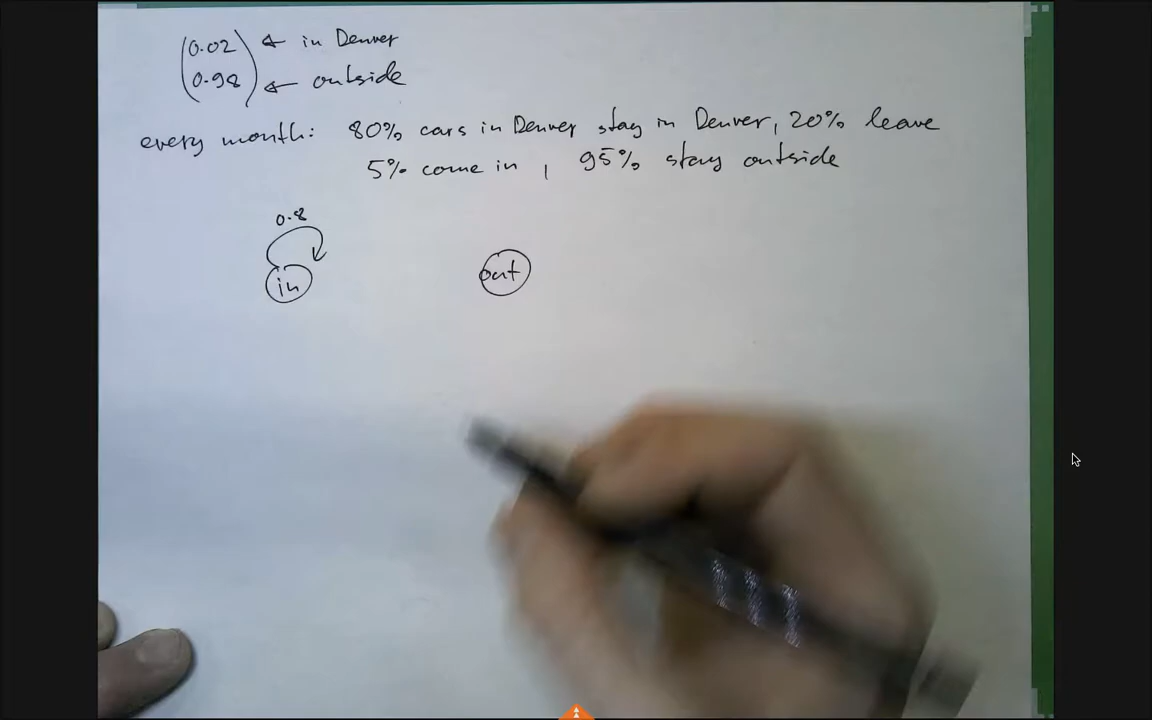 0.02 ← in Denver
0.98 ← outside
every month: 80% cars in Denver stay in Denver, 20% leave
5% come in, 95% stay outside
0.8
in
out